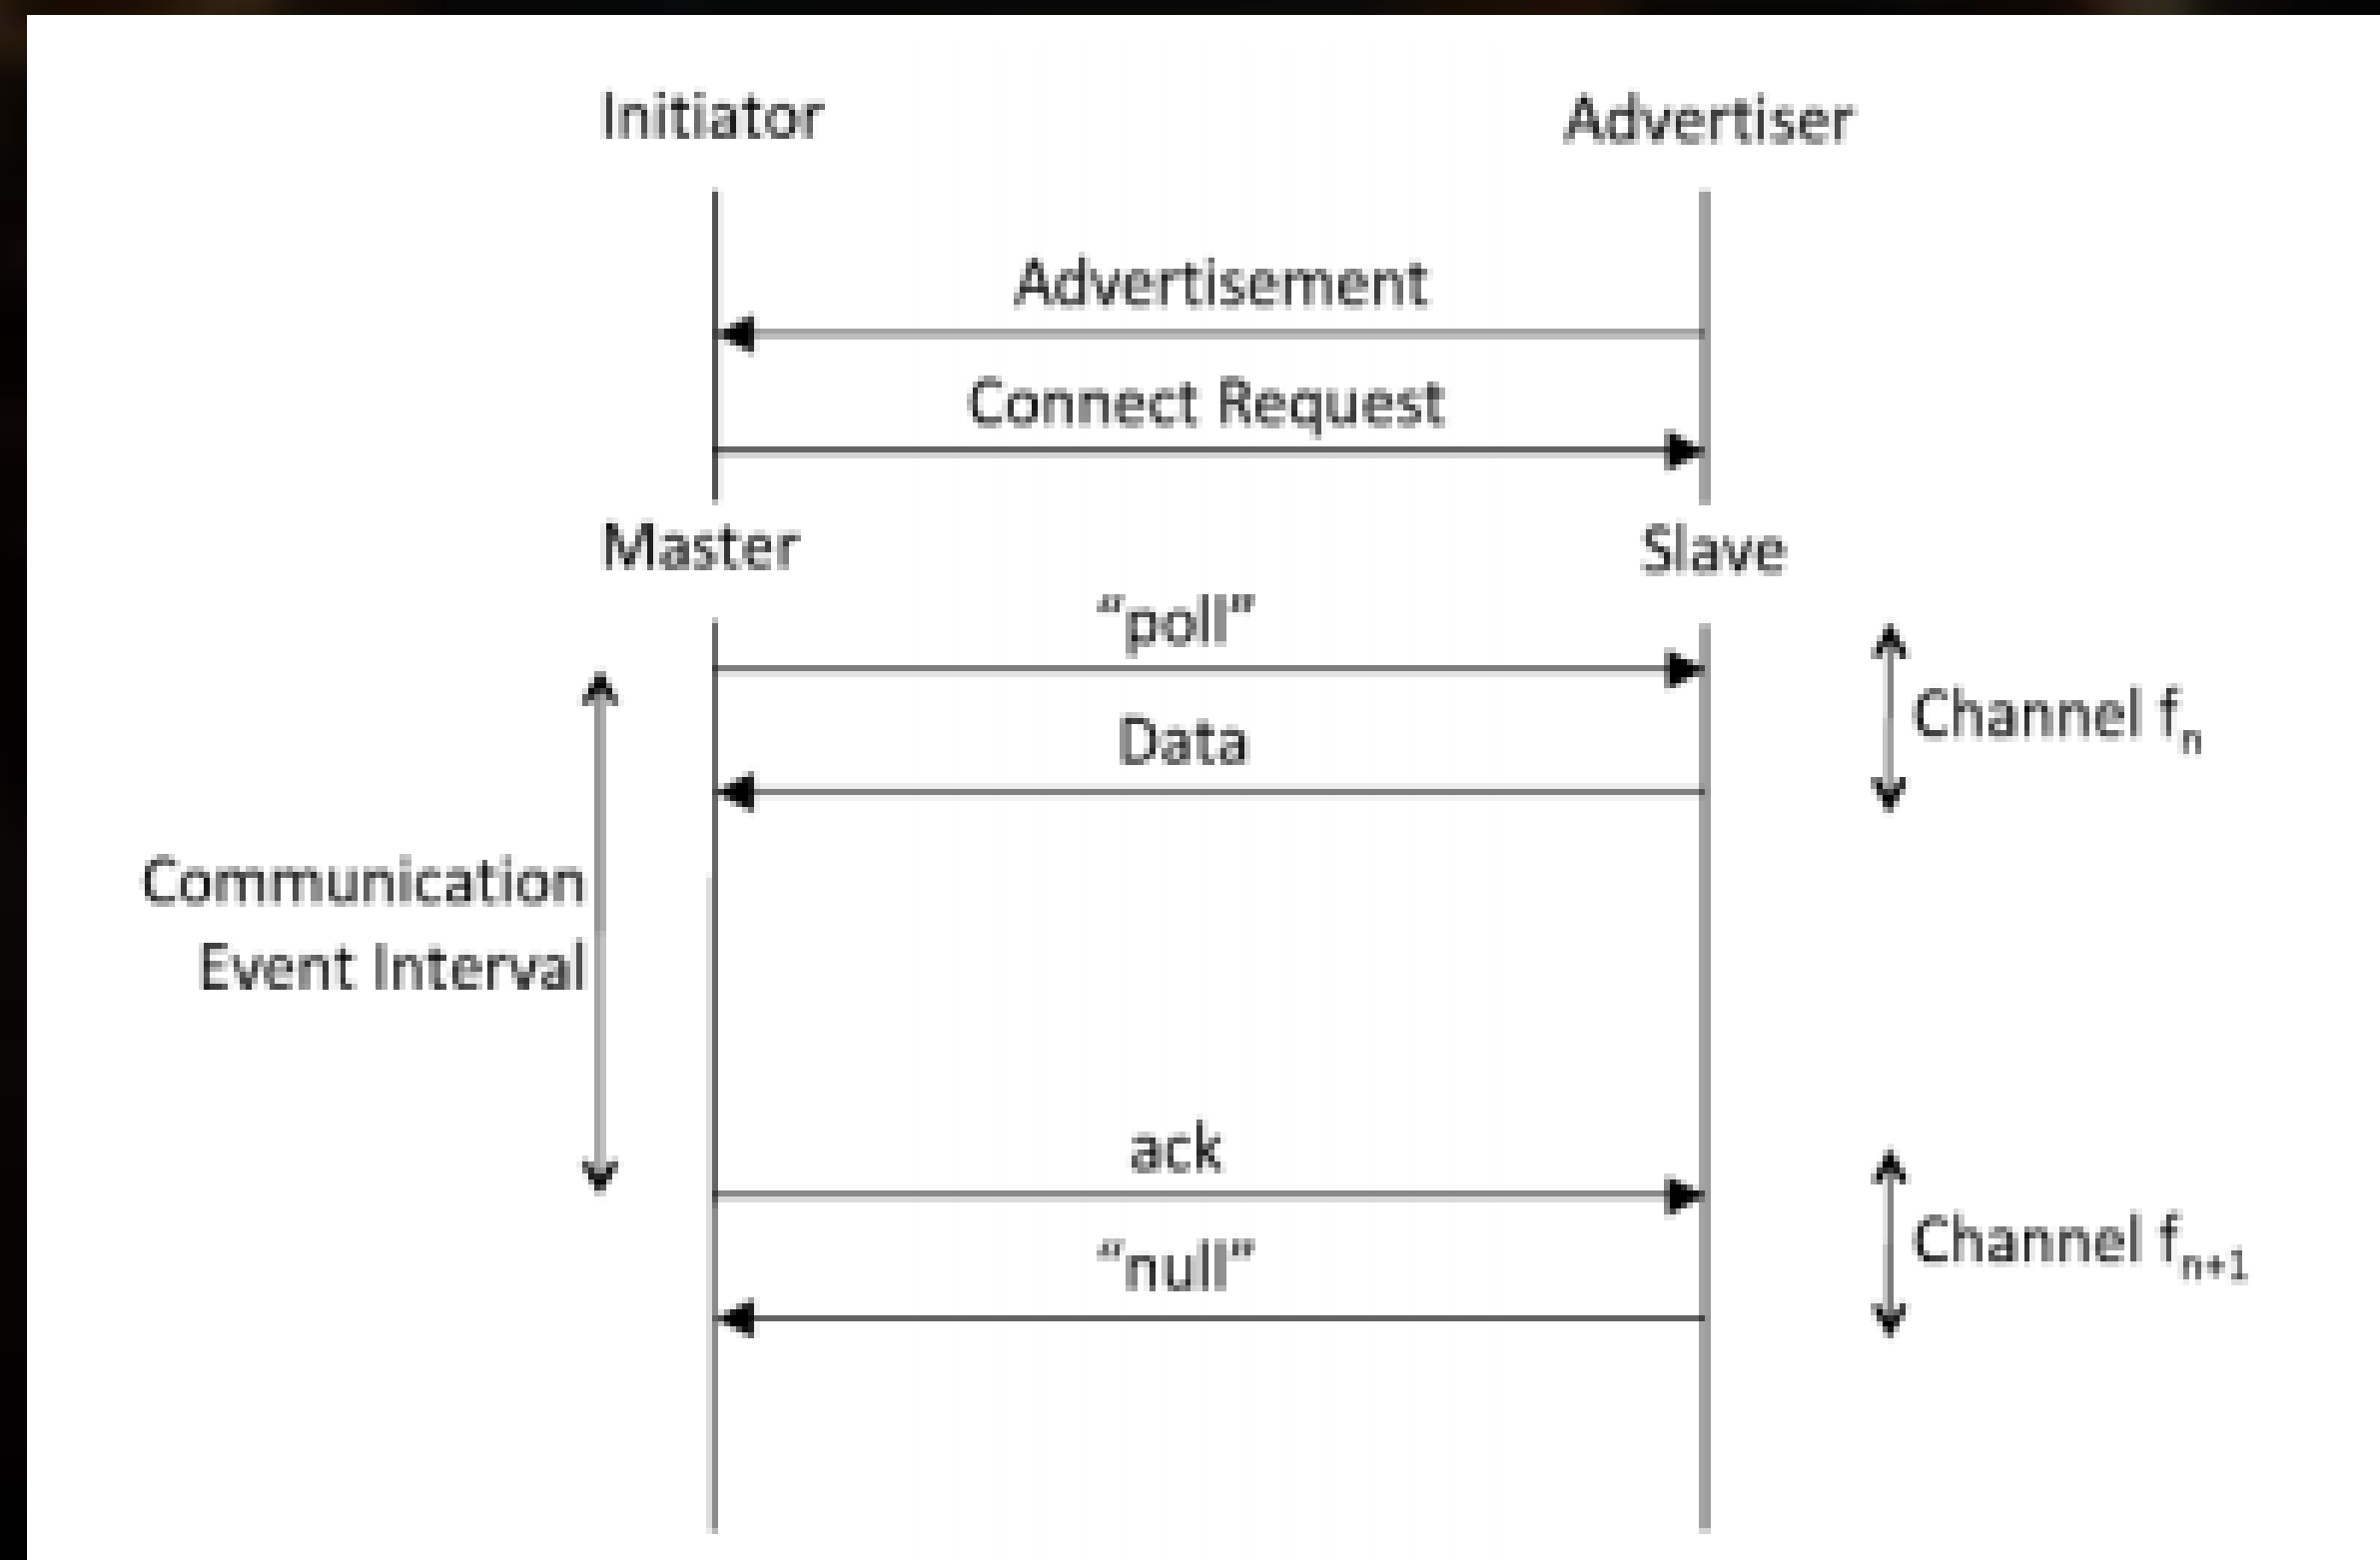 Initiator
Advertiser
Advertisement
Connect Request
Master
Slave
“poll”
Channel fn
Data
Communication
Event Interval
ack
Channel fn+1
“null”